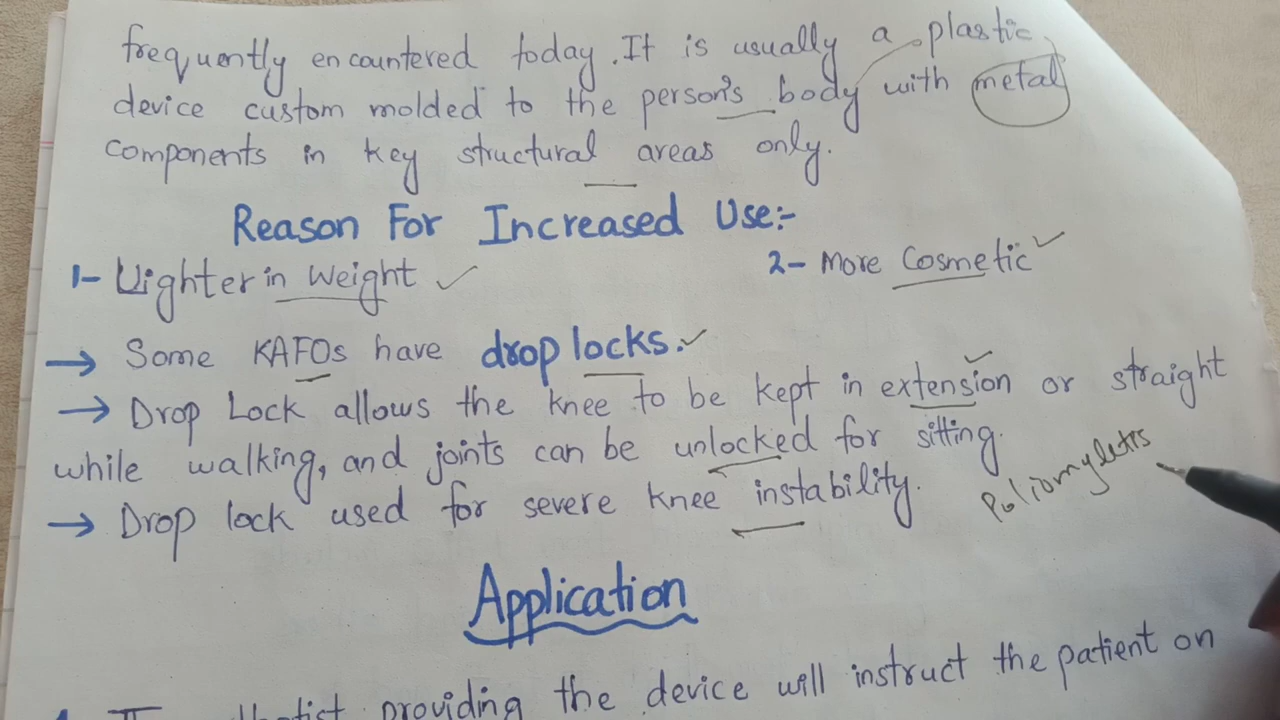 frequently encountered today. It is usually a plastic
device custom molded to the person's body with metal
components in key structural areas only.
Reason For Increased Use:-
1- Lighter in Weight ✓
2- More Cosmetic ✓
→ Some KAFOs have drop locks. ✓
→ Drop Lock allows the knee to be kept in extension or straight
while walking, and joints can be unlocked for sitting.
→ Drop lock used for severe knee instability.
Application
providing the device will instruct the patient on